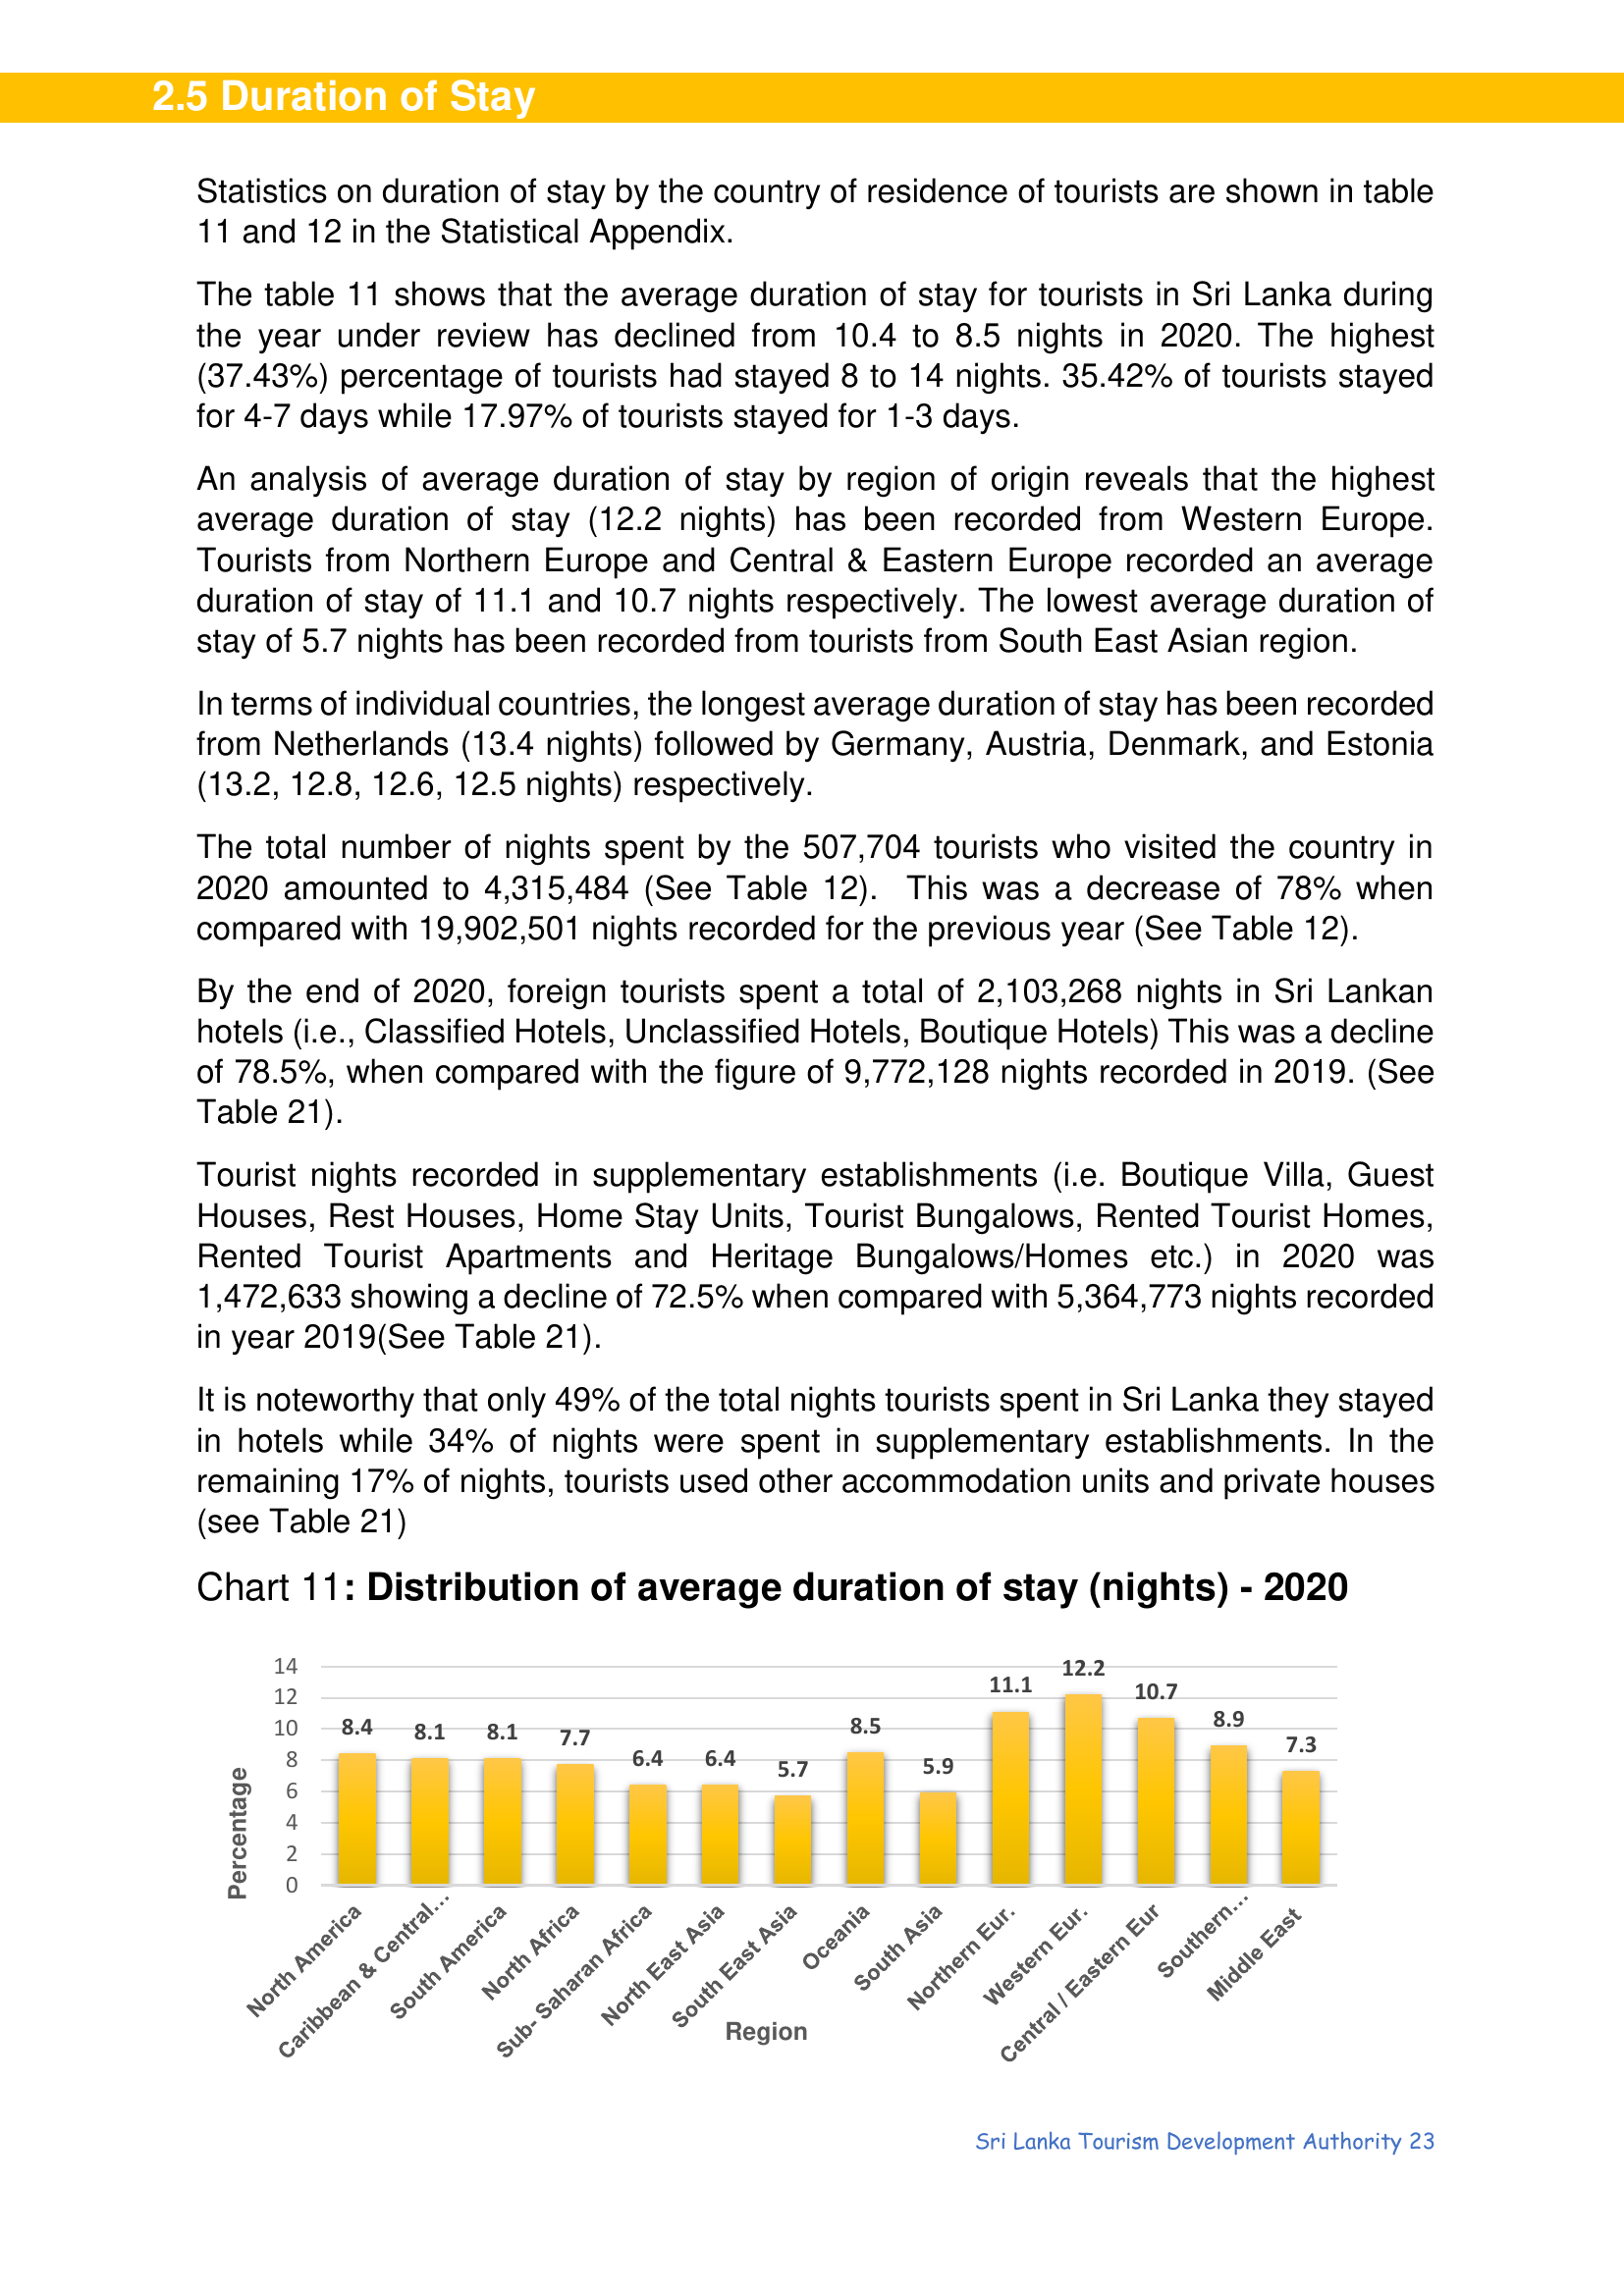 2.5 Duration of Stay
Statistics on duration of stay by the country of residence of tourists are shown in table
11 and 12 in the Statistical Appendix.
The table 11 shows that the average duration of stay for tourists in Sri Lanka during
the year under review has declined from 10.4 to 8.5 nights in 2020. The highest
(37.43%) percentage of tourists had stayed 8 to 14 nights. 35.42% of tourists stayed
for 4-7 days while 17.97% of tourists stayed for 1-3 days.
An analysis of average duration of stay by region of origin reveals that the highest
average duration of stay (12.2 nights) has been recorded from Western Europe.
Tourists from Northern Europe and Central & Eastern Europe recorded an average
duration of stay of 11.1 and 10.7 nights respectively. The lowest average duration of
stay of 5.7 nights has been recorded from tourists from South East Asian region.
In terms of individual countries, the longest average duration of stay has been recorded
from Netherlands (13.4 nights) followed by Germany, Austria, Denmark, and Estonia
(13.2, 12.8, 12.6, 12.5 nights) respectively.
The total number of nights spent by the 507,704 tourists who visited the country in
2020 amounted to 4,315,484 (See Table 12). This was a decrease of 78% when
compared with 19,902,501 nights recorded for the previous year (See Table 12).
By the end of 2020, foreign tourists spent a total of 2,103,268 nights in Sri Lankan
hotels (i.e., Classified Hotels, Unclassified Hotels, Boutique Hotels) This was a decline
of 78.5%, when compared with the figure of 9,772,128 nights recorded in 2019. (See
Table 21).
Tourist nights recorded in supplementary establishments (i.e. Boutique Villa, Guest
Houses, Rest Houses, Home Stay Units, Tourist Bungalows, Rented Tourist Homes,
Rented Tourist Apartments and Heritage Bungalows/Homes etc.) in 2020 was
1,472,633 showing a decline of 72.5% when compared with 5,364,773 nights recorded
in year 2019(See Table 21).
It is noteworthy that only 49% of the total nights tourists spent in Sri Lanka they stayed
in hotels while 34% of nights were spent in supplementary establishments. In the
remaining 17% of nights, tourists used other accommodation units and private houses
(see Table 21)
Chart 11: Distribution of average duration of stay (nights) - 2020
Percentage
14
12
10
8
6
4
2
0
8.4
8.1
8.1
7.7
6.4
6.4
5.7
8.5
5.9
11.1
12.2
10.7
8.9
7.3
North America
Caribbean & Central...
South America
North Africa
Sub- Saharan Africa
North East Asia
South East Asia
Oceania
South Asia
Northern Eur.
Western Eur.
Central / Eastern Eur
Southern...
Middle East
Region
Sri Lanka Tourism Development Authority 23